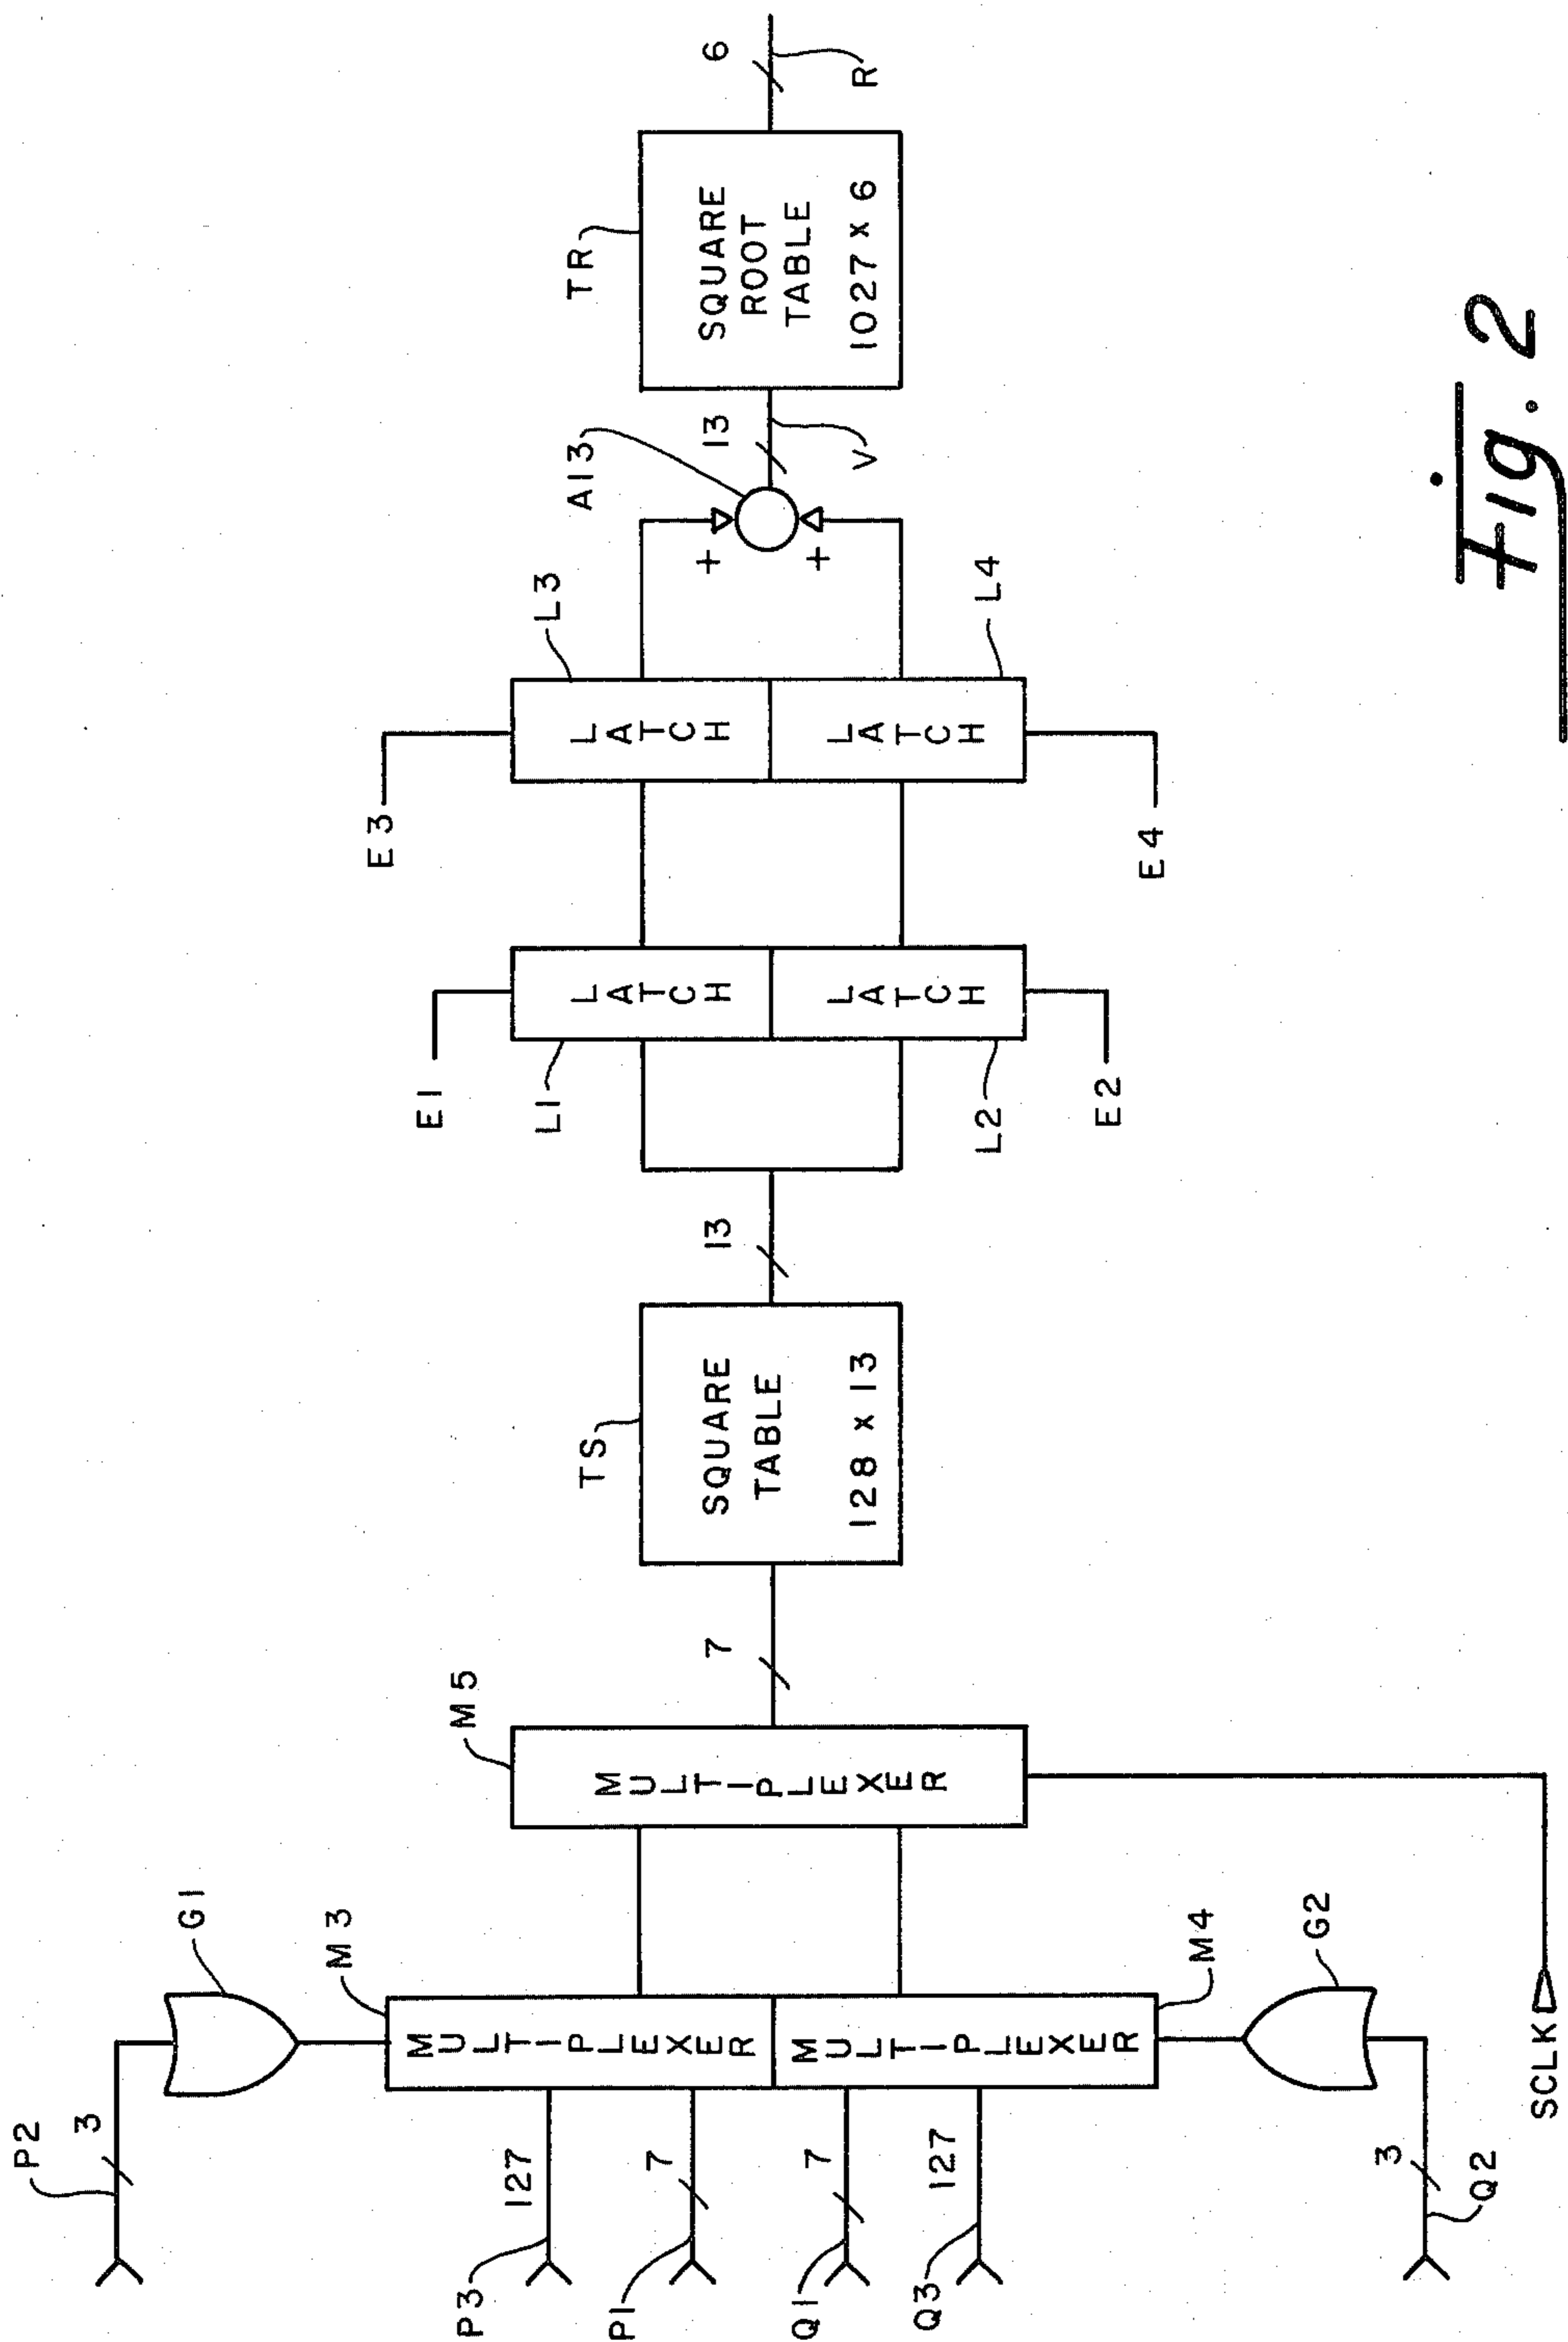 P2
3
G1
M3
MULTIPLEXER
P3
127
P1
7
Q1
7
Q3
127
MULTIPLEXER
M4
G2
3
Q2
SCLK
M5
MULTIPLEXER
7
TS
SQUARE
TABLE
128 x 13
13
E1
L1
LATCH
LATCH
L2
E2
E3
L3
LATCH
LATCH
L4
E4
A13
+
+
13
V
TR
SQUARE
ROOT
TABLE
1027 x 6
6
R
Fig. 2